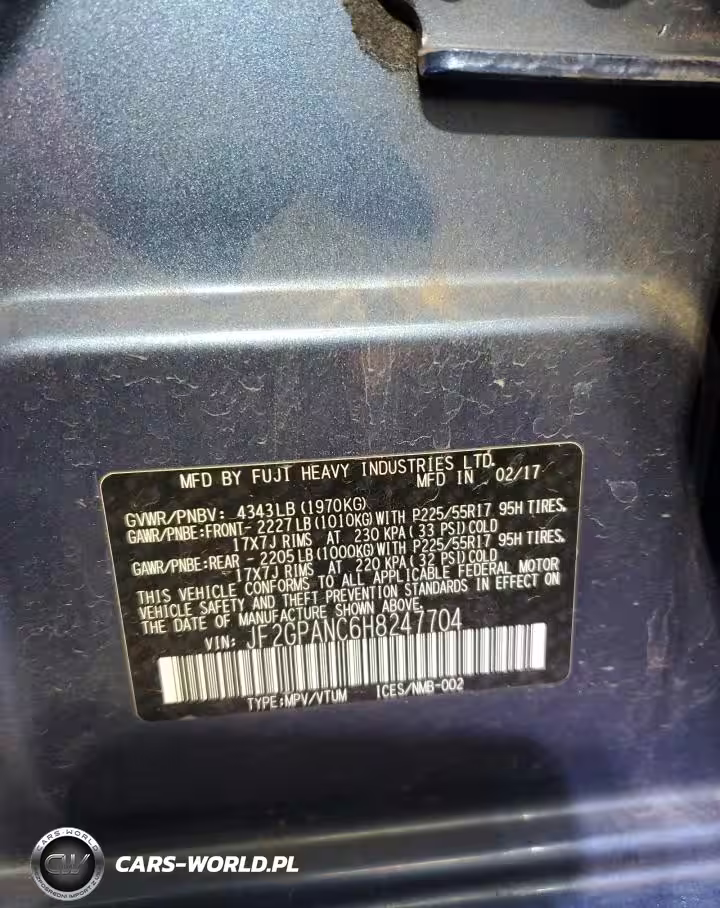 MFD BY FUJI HEAVY INDUSTRIES LTD.
MFD IN 02/17
GVWR/PNBV: 4343LB (1970KG)
GAWR/PNBE:FRONT- 2227LB (1010KG) WITH P225/55R17 95H TIRES.
17X7J RIMS AT 230 KPA ( 33 PSI) COLD
GAWR/PNBE:REAR - 2205LB (1000KG) WITH P225/55R17 95H TIRES.
17X7J RIMS AT 220 KPA ( 32 PSI) COLD
THIS VEHICLE CONFORMS TO ALL APPLICABLE FEDERAL MOTOR
VEHICLE SAFETY AND THEFT PREVENTION STANDARDS IN EFFECT ON
THE DATE OF MANUFACTURE SHOWN ABOVE.
VIN: JF2GPANC6H8247704
TYPE:MPV/VTUM ICES/NMB-002
CARS-WORLD
CW
CARS-WORLD.PL